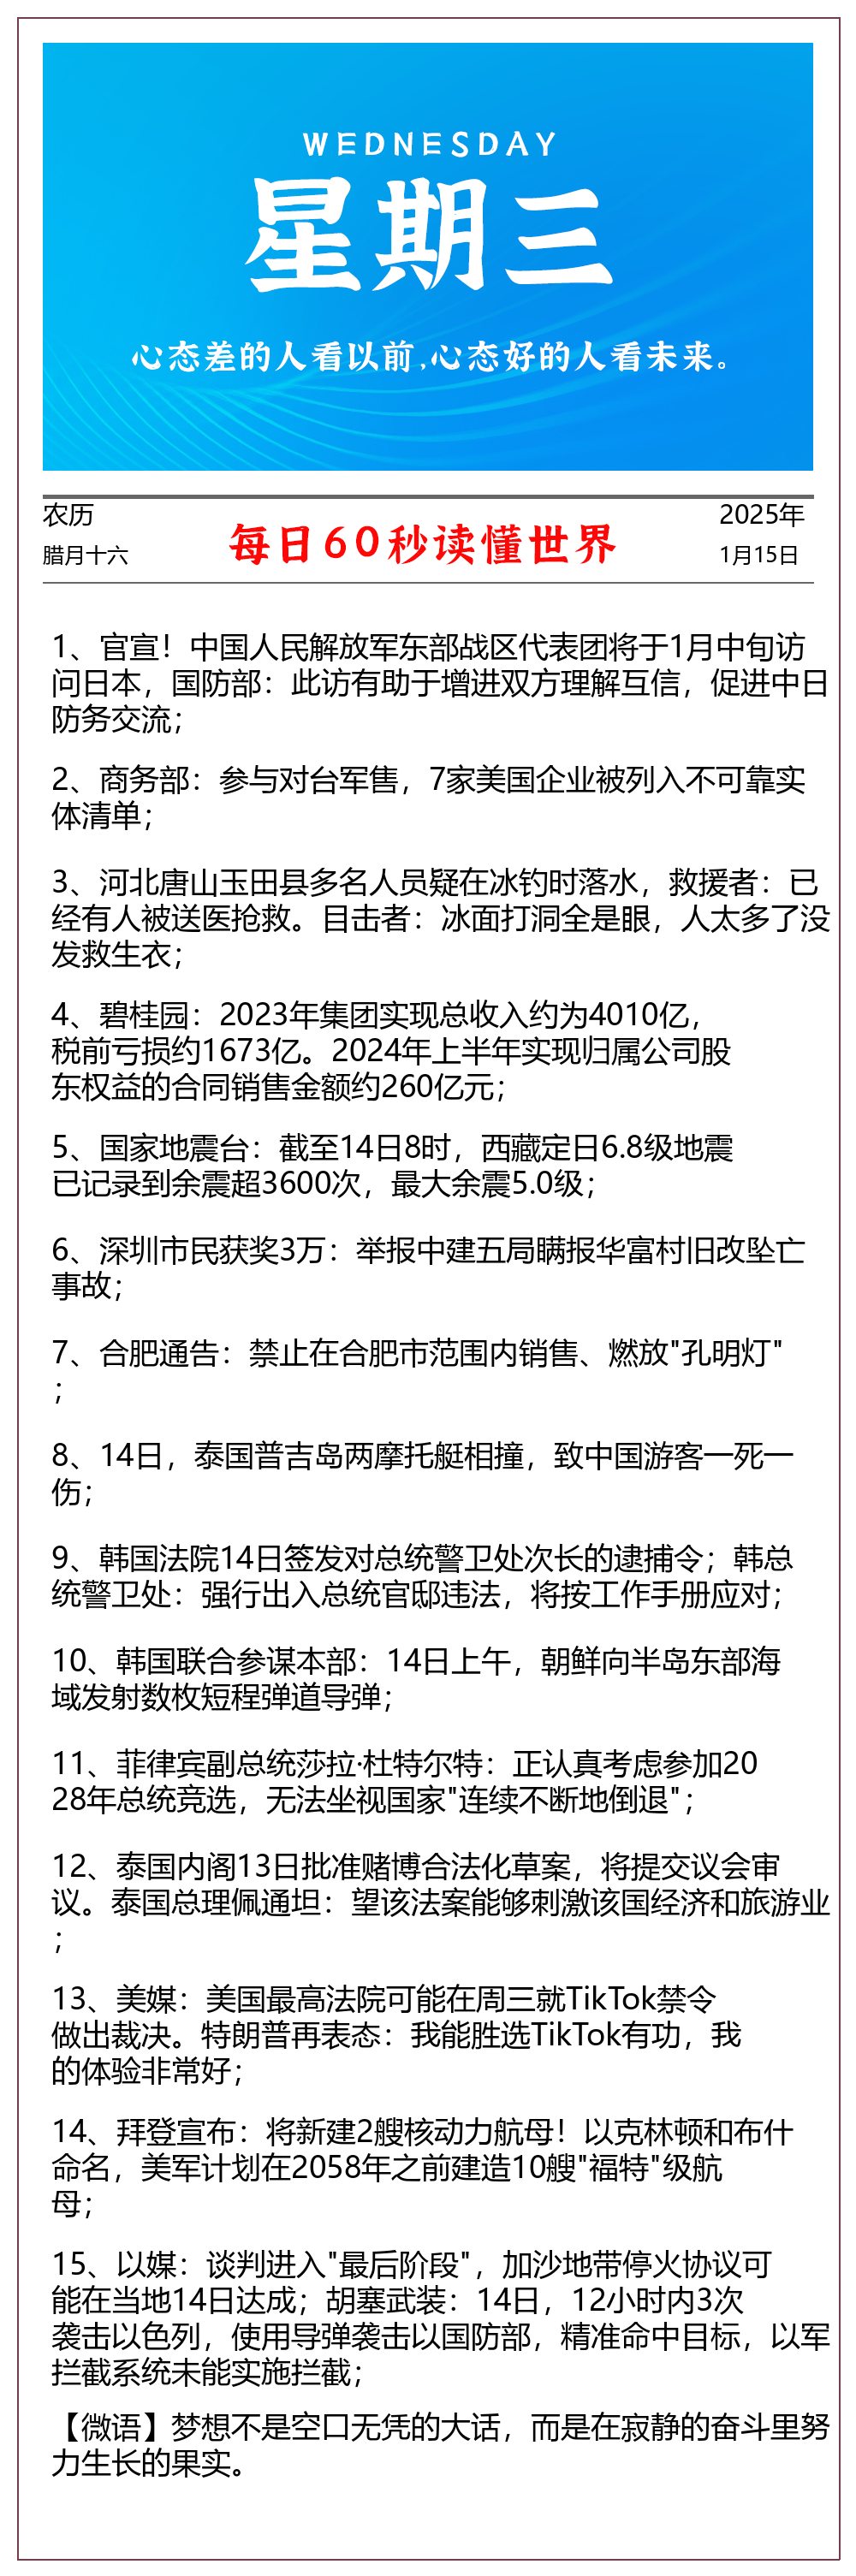 WEDNESDAY
星期三
心态差的人看以前,心态好的人看未来。
农历
腊月十六
每日60秒读懂世界
2025年
1月15日
1、官宣！中国人民解放军东部战区代表团将于1月中旬访
问日本，国防部：此访有助于增进双方理解互信，促进中日
防务交流；
2、商务部：参与对台军售，7家美国企业被列入不可靠实
体清单；
3、河北唐山玉田县多名人员疑在冰钓时落水，救援者：已
经有人被送医抢救。目击者：冰面打洞全是眼，人太多了没
发救生衣；
4、碧桂园：2023年集团实现总收入约为4010亿，
税前亏损约1673亿。2024年上半年实现归属公司股
东权益的合同销售金额约260亿元；
5、国家地震台：截至14日8时，西藏定日6.8级地震
已记录到余震超3600次，最大余震5.0级；
6、深圳市民获奖3万：举报中建五局瞒报华富村旧改坠亡
事故；
7、合肥通告：禁止在合肥市范围内销售、燃放"孔明灯"
；
8、14日，泰国普吉岛两摩托艇相撞，致中国游客一死一
伤；
9、韩国法院14日签发对总统警卫处次长的逮捕令；韩总
统警卫处：强行出入总统官邸违法，将按工作手册应对；
10、韩国联合参谋本部：14日上午，朝鲜向半岛东部海
域发射数枚短程弹道导弹；
11、菲律宾副总统莎拉·杜特尔特：正认真考虑参加20
28年总统竞选，无法坐视国家"连续不断地倒退"；
12、泰国内阁13日批准赌博合法化草案，将提交议会审
议。泰国总理佩通坦：望该法案能够刺激该国经济和旅游业
；
13、美媒：美国最高法院可能在周三就TikTok禁令
做出裁决。特朗普再表态：我能胜选TikTok有功，我
的体验非常好；
14、拜登宣布：将新建2艘核动力航母！以克林顿和布什
命名，美军计划在2058年之前建造10艘"福特"级航
母；
15、以媒：谈判进入"最后阶段"，加沙地带停火协议可
能在当地14日达成；胡塞武装：14日，12小时内3次
袭击以色列，使用导弹袭击以国防部，精准命中目标，以军
拦截系统未能实施拦截；
【微语】梦想不是空口无凭的大话，而是在寂静的奋斗里努
力生长的果实。